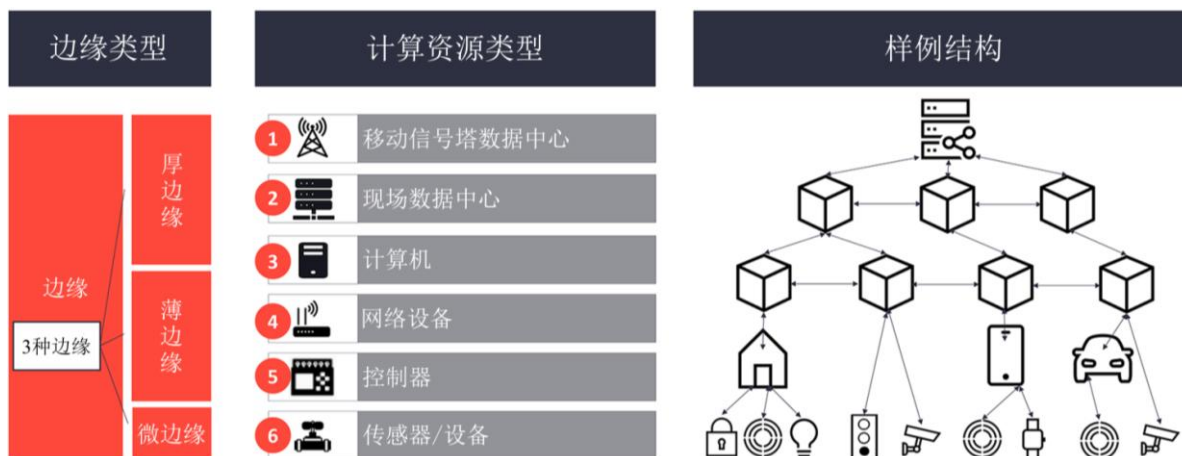 边缘类型
计算资源类型
样例结构
边缘
3种边缘
厚边缘
薄边缘
微边缘
1 移动信号塔数据中心
2 现场数据中心
3 计算机
4 网络设备
5 控制器
6 传感器/设备